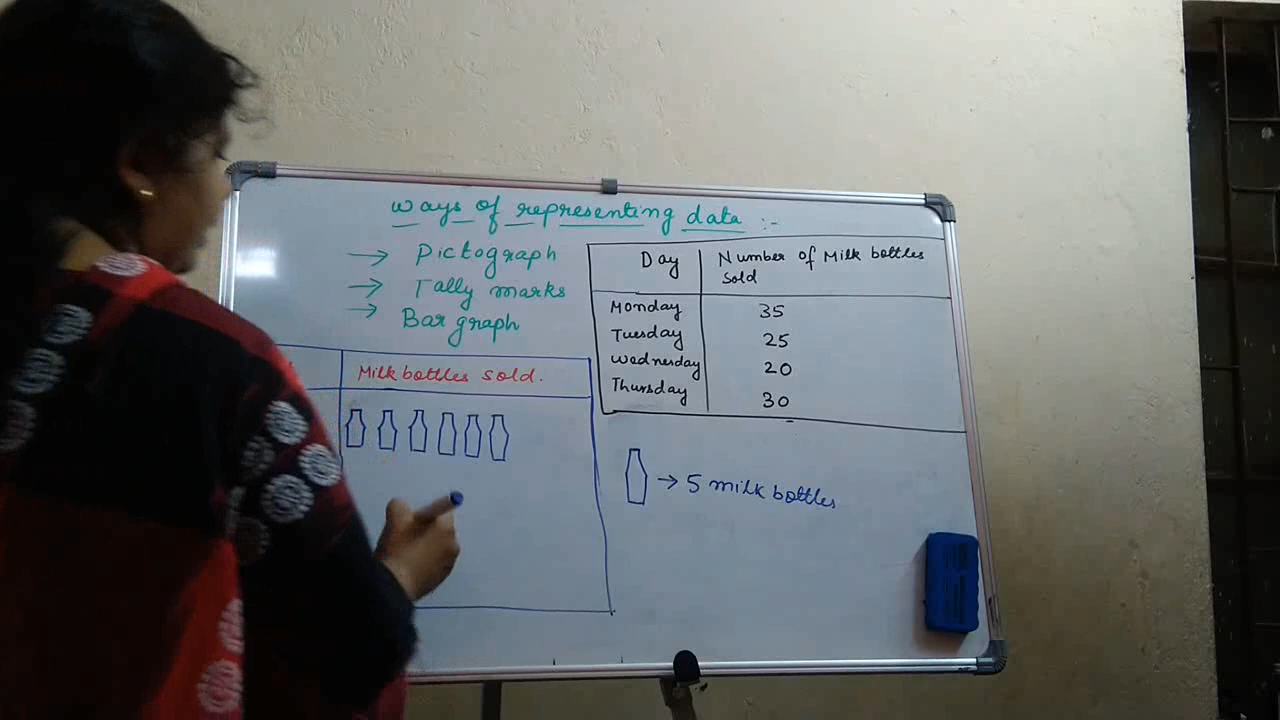 Ways of representing data :-
→ Pictograph
→ Tally marks
→ Bar graph
Day Number of Milk bottles
Sold
Monday 35
Tuesday 25
Wednesday 20
Thursday 30
Milk bottles sold.
→ 5 milk bottles